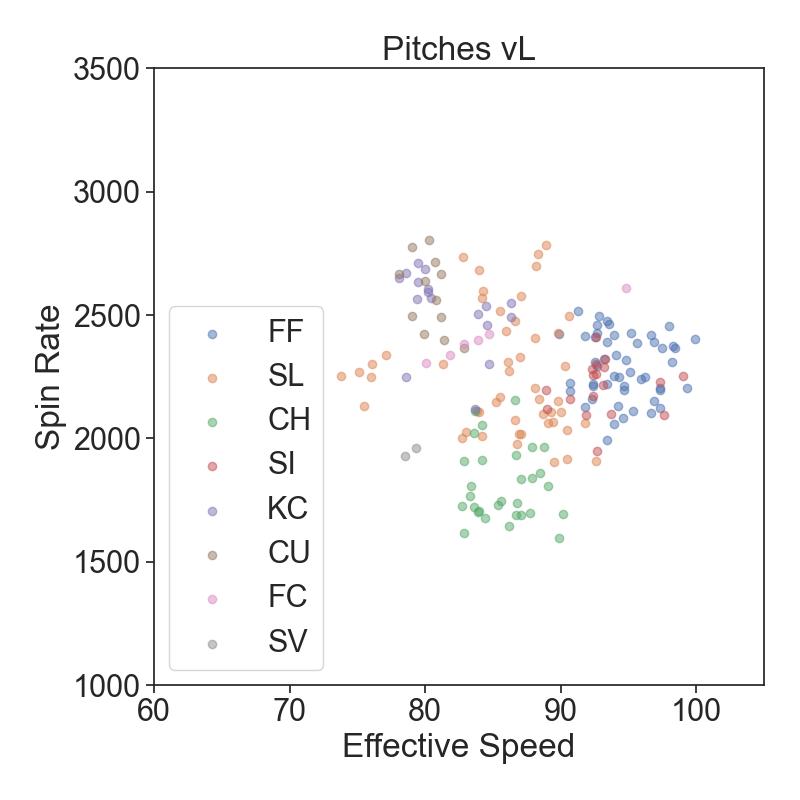 Pitches vL
3500
3000
2500
2000
1500
1000
Spin Rate
FF
SL
CH
SI
KC
CU
FC
SV
60 70 80 90 100
Effective Speed